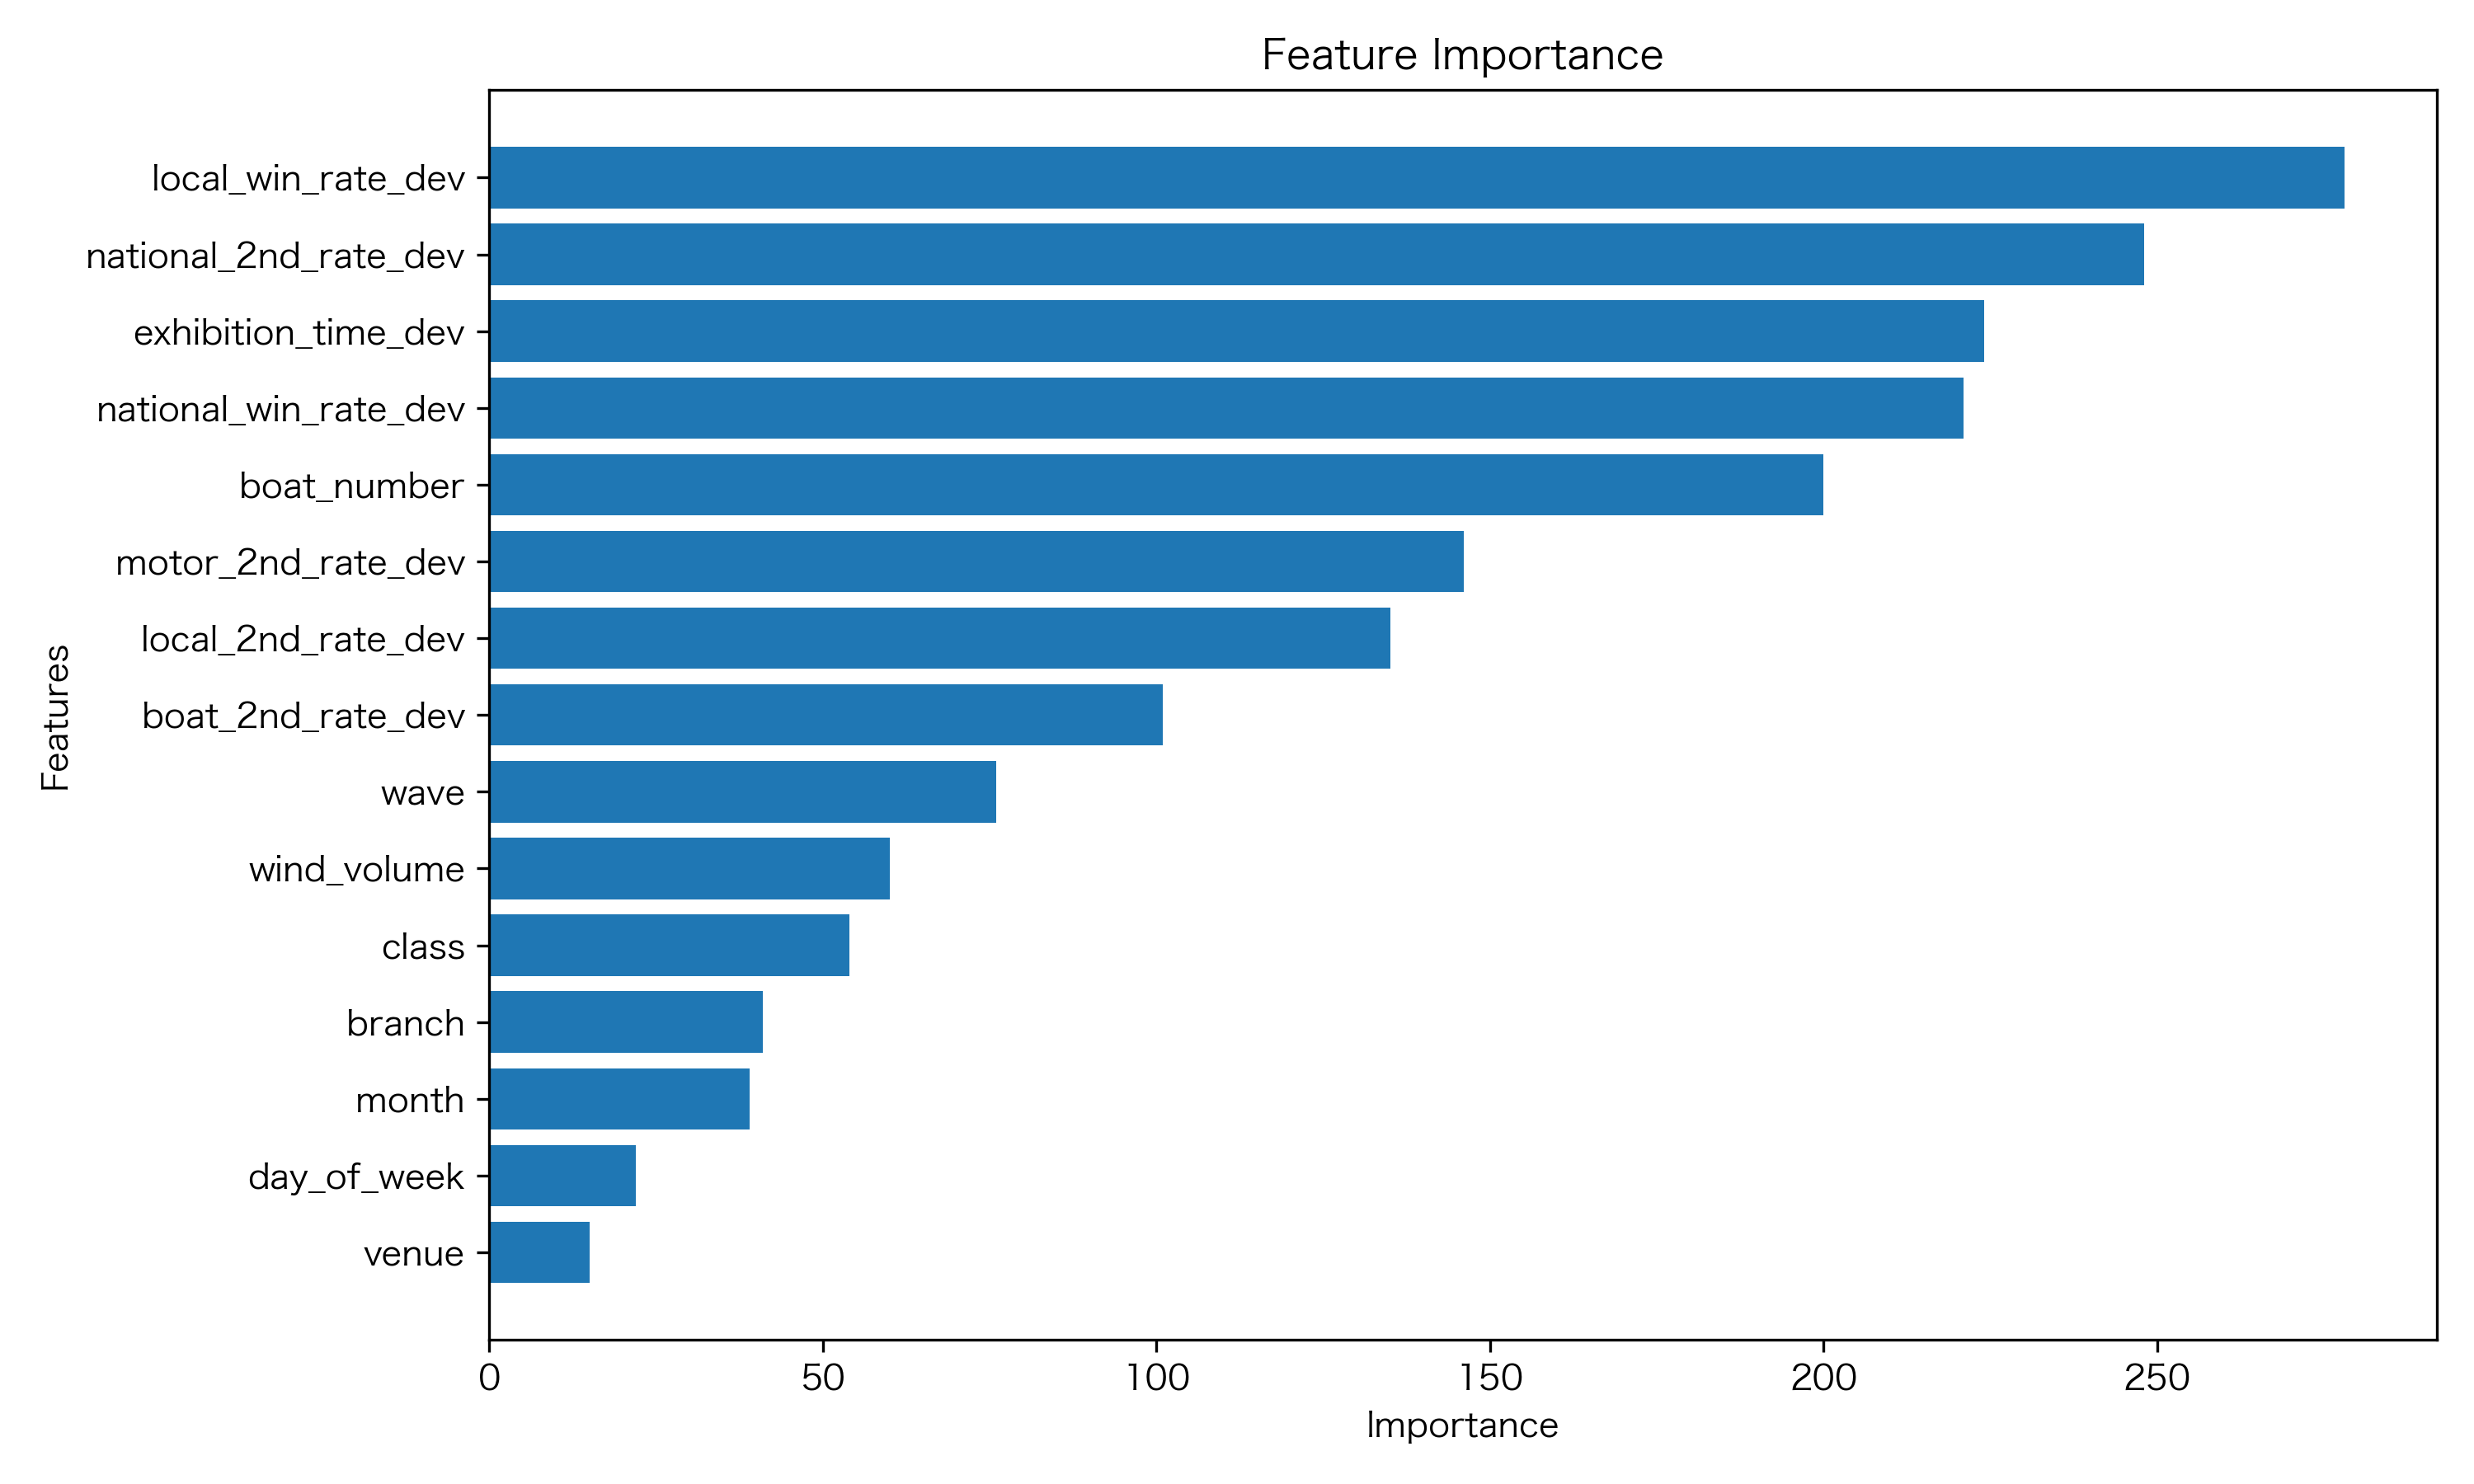 Feature Importance
local_win_rate_dev
national_2nd_rate_dev
exhibition_time_dev
national_win_rate_dev
boat_number
motor_2nd_rate_dev
local_2nd_rate_dev
boat_2nd_rate_dev
wave
wind_volume
class
branch
month
day_of_week
venue
Features
0 50 100 150 200 250
Importance